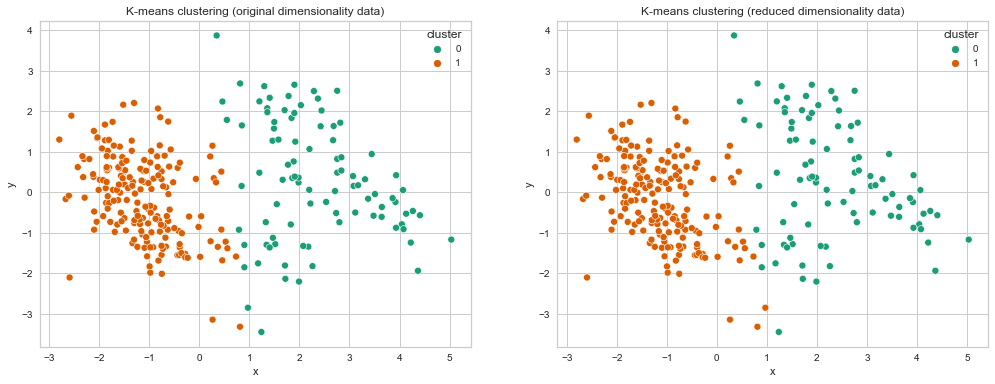 K-means clustering (original dimensionality data)
4
3
2
1
0
−1
−2
−3
y
−3 −2 −1 0 1 2 3 4 5
x
cluster
0
1
K-means clustering (reduced dimensionality data)
4
3
2
1
0
−1
−2
−3
y
−3 −2 −1 0 1 2 3 4 5
x
cluster
0
1